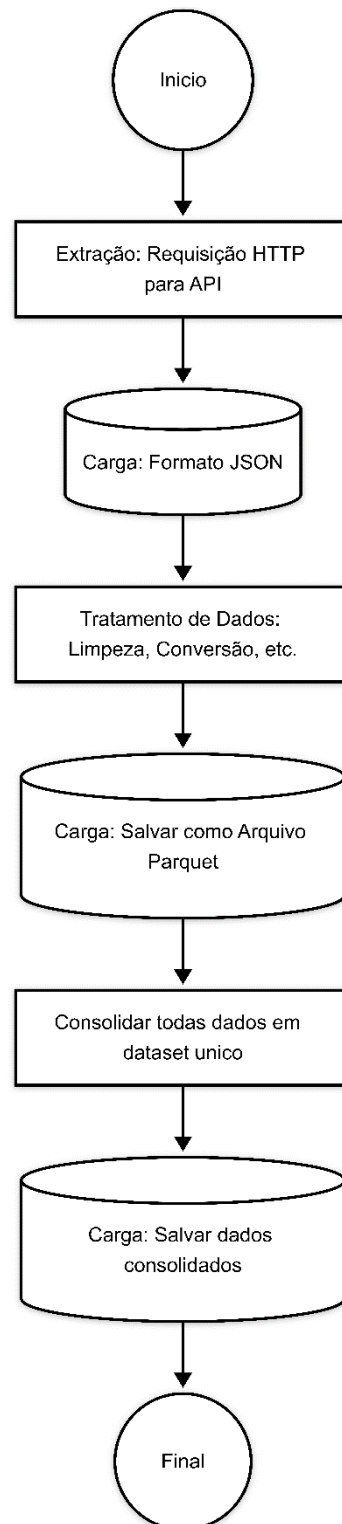 Inicio
Extração: Requisição HTTP
para API
Carga: Formato JSON
Tratamento de Dados:
Limpeza, Conversão, etc.
Carga: Salvar como Arquivo
Parquet
Consolidar todas dados em
dataset unico
Carga: Salvar dados
consolidados
Final